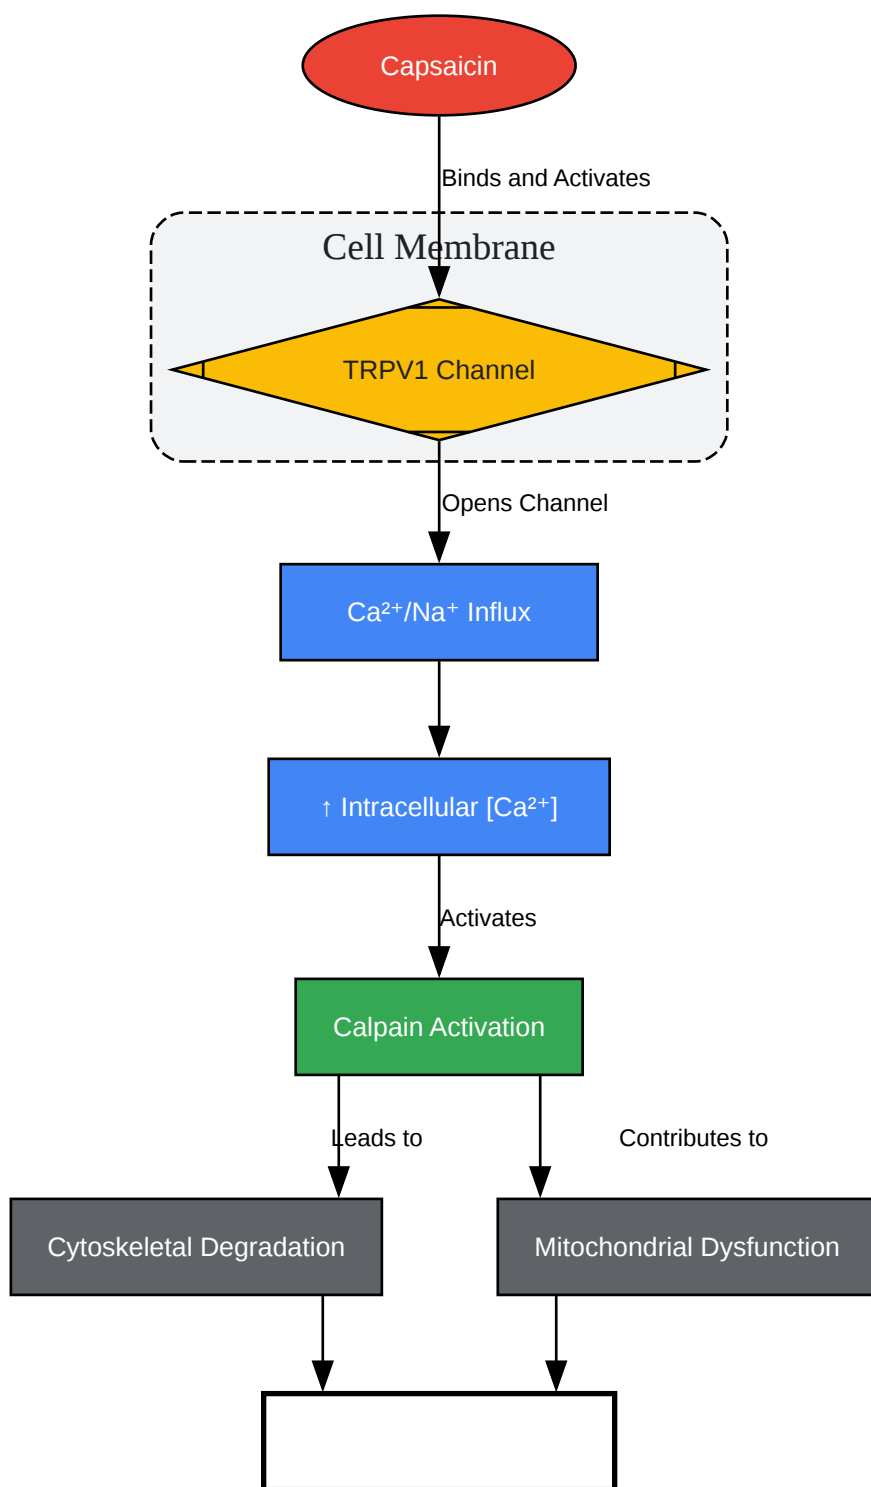 Capsaicin
Binds and Activates
Cell Membrane
TRPV1 Channel
Opens Channel
Ca²⁺/Na⁺ Influx
↑ Intracellular [Ca²⁺]
Activates
Calpain Activation
Leads to
Contributes to
Cytoskeletal Degradation
Mitochondrial Dysfunction